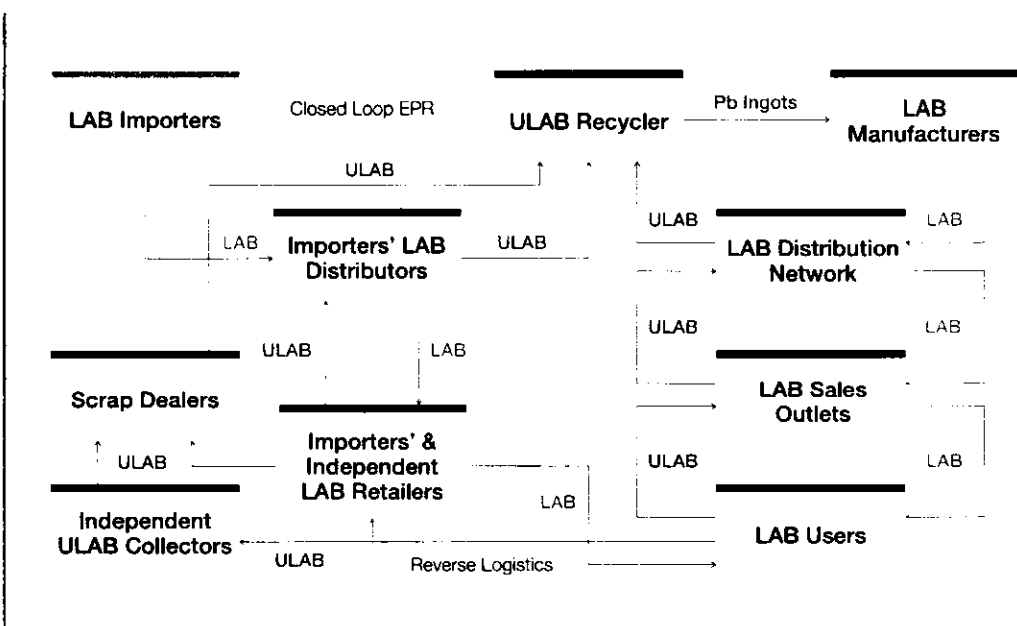 LAB Importers
Closed Loop EPR
ULAB Recycler
Pb Ingots
LAB
Manufacturers
ULAB
LAB
Importers' LAB
Distributors
ULAB
ULAB
LAB Distribution
Network
LAB
ULAB
LAB
ULAB
LAB
Scrap Dealers
LAB Sales
Outlets
ULAB
Importers' &
Independent
LAB Retailers
ULAB
LAB
LAB
Independent
ULAB Collectors
LAB Users
ULAB
Reverse Logistics